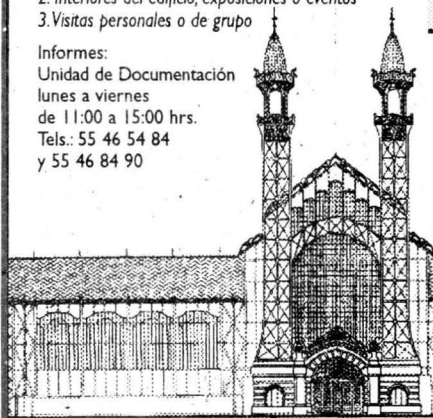 2. Interiores del edificio, exposiciones o eventos
3. Visitas personales o de grupo
Informes:
Unidad de Documentación
lunes a viernes
de 11:00 a 15:00 hrs.
Tels.: 55 46 54 84
y 55 46 84 90